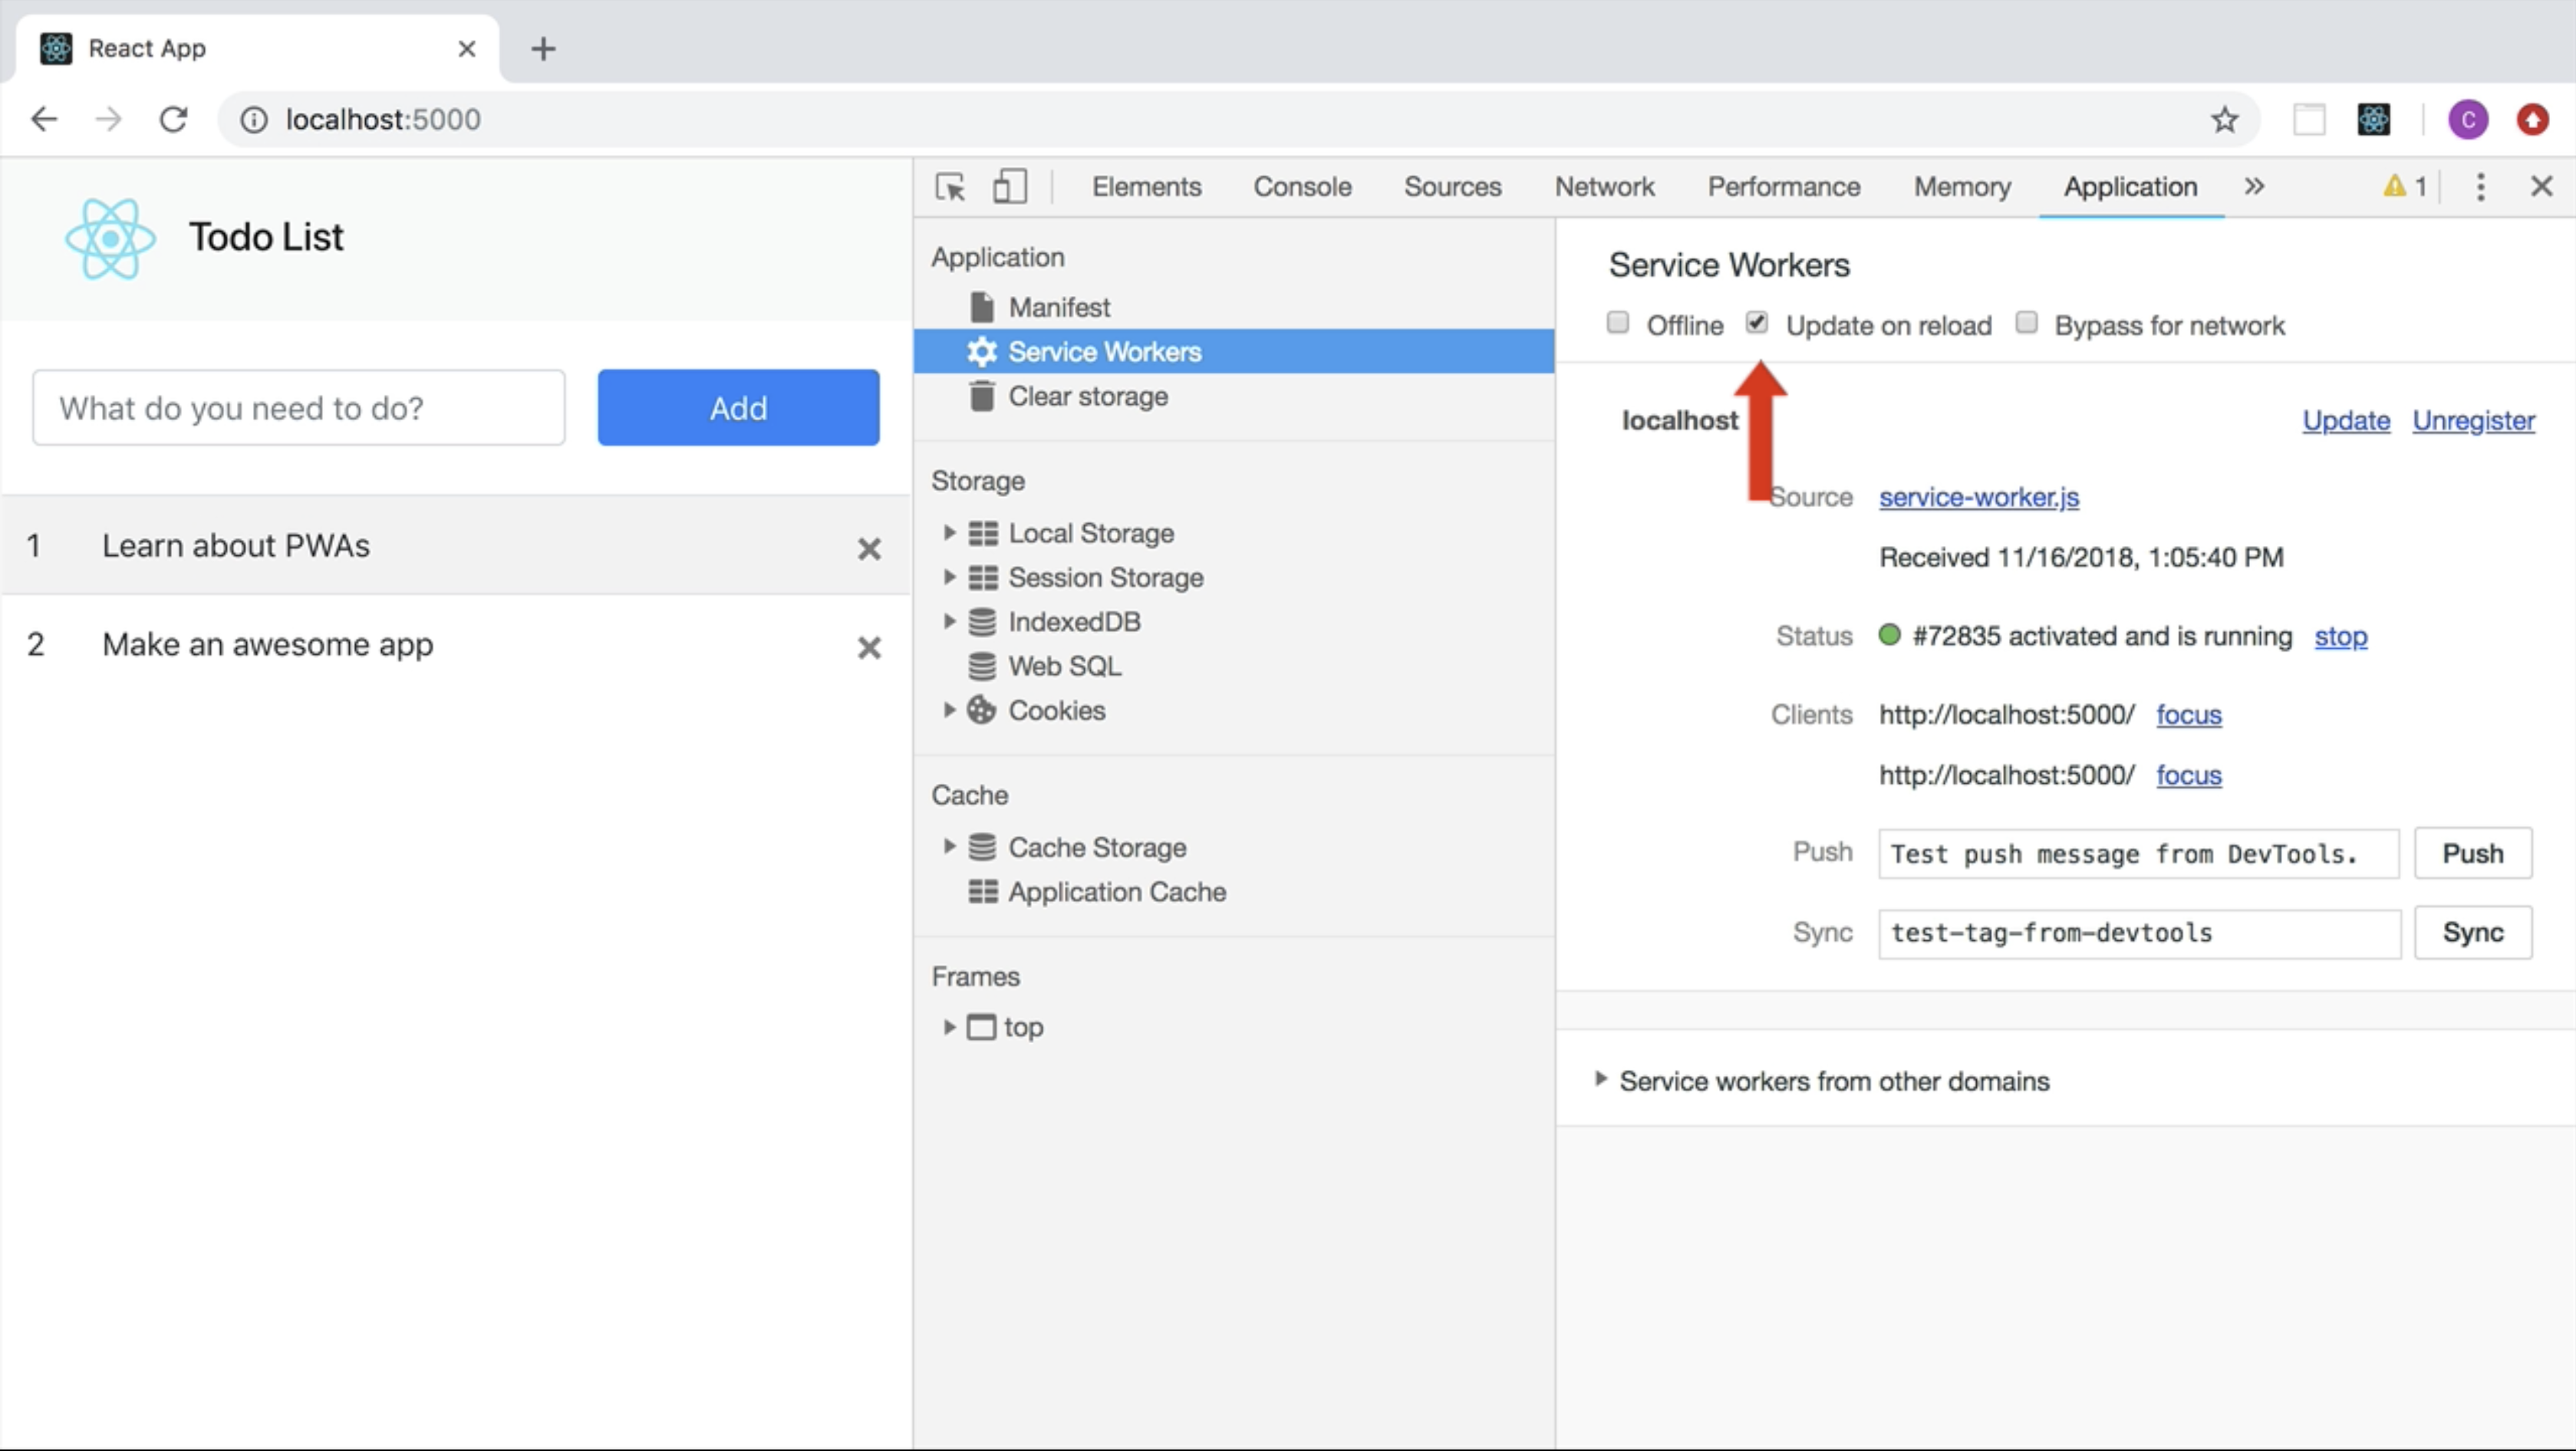 React App
localhost:5000
C
Todo List
What do you need to do?
Add
1 Learn about PWAs
2 Make an awesome app
Elements Console Sources Network Performance Memory Application » 1
Application
Manifest
Service Workers
Clear storage
Storage
Local Storage
Session Storage
IndexedDB
Web SQL
Cookies
Cache
Cache Storage
Application Cache
Frames
top
Service Workers
Offline Update on reload Bypass for network
localhost Update Unregister
Source service-worker.js
Received 11/16/2018, 1:05:40 PM
Status #72835 activated and is running stop
Clients http://localhost:5000/ focus
http://localhost:5000/ focus
Push Test push message from DevTools. Push
Sync test-tag-from-devtools Sync
Service workers from other domains